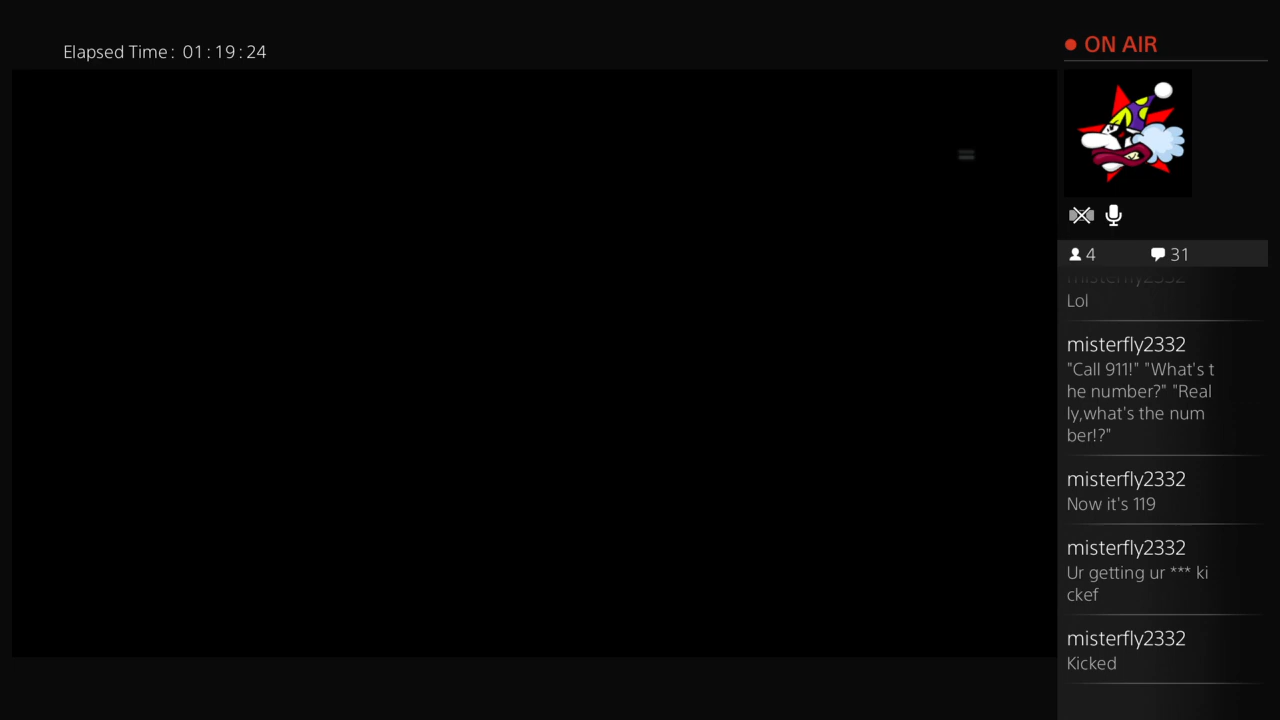 Elapsed Time: 01:19:24
ON AIR
4 31
misterfly2332
Lol
misterfly2332
"Call 911!" "What's t
he number?" "Real
ly,what's the num
ber!?"
misterfly2332
Now it's 119
misterfly2332
Ur getting ur *** ki
ckef
misterfly2332
Kicked